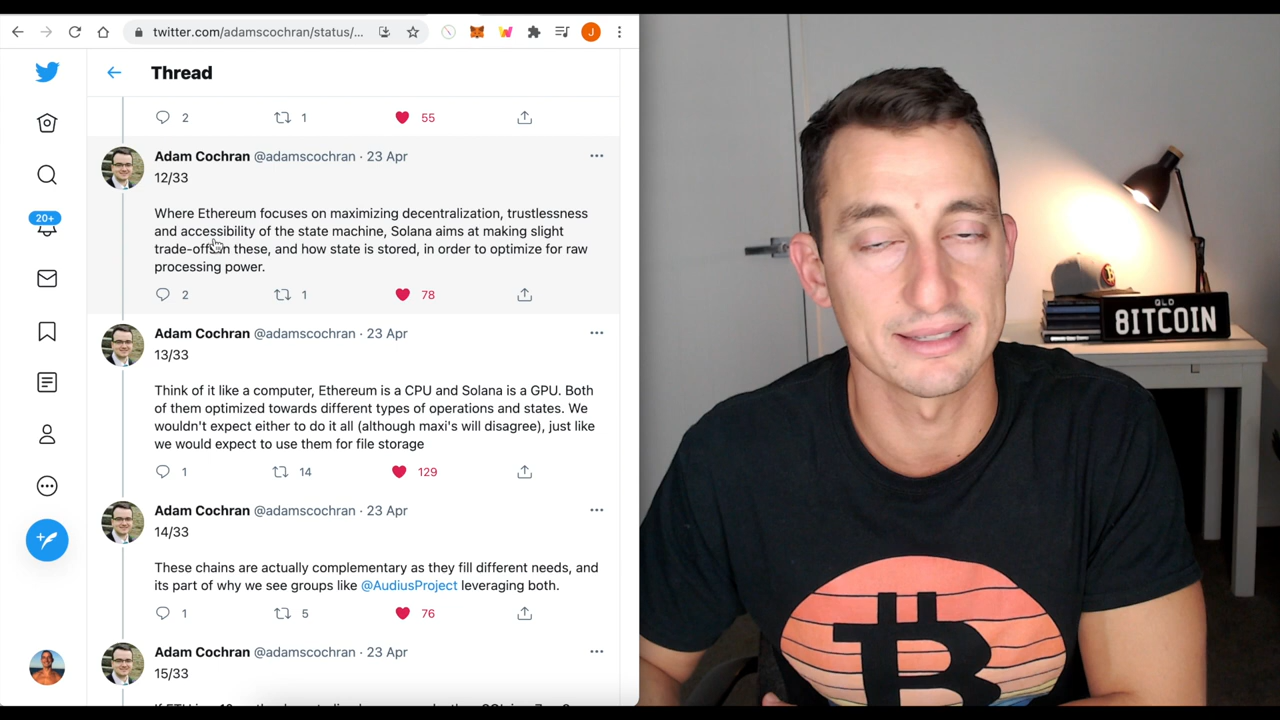 twitter.com/adamscochran/status/...
J
Thread
2 1 55
20+
Adam Cochran @adamscochran · 23 Apr
12/33
Where Ethereum focuses on maximizing decentralization, trustlessness
and accessibility of the state machine, Solana aims at making slight
trade-offs in these, and how state is stored, in order to optimize for raw
processing power.
2 1 78
Adam Cochran @adamscochran · 23 Apr
13/33
Think of it like a computer, Ethereum is a CPU and Solana is a GPU. Both
of them optimized towards different types of operations and states. We
wouldn't expect either to do it all (although maxi's will disagree), just like
we would expect to use them for file storage
1 14 129
Adam Cochran @adamscochran · 23 Apr
14/33
These chains are actually complementary as they fill different needs, and
its part of why we see groups like @AudiusProject leveraging both.
1 5 76
Adam Cochran @adamscochran · 23 Apr
15/33
QLD
8ITCOIN